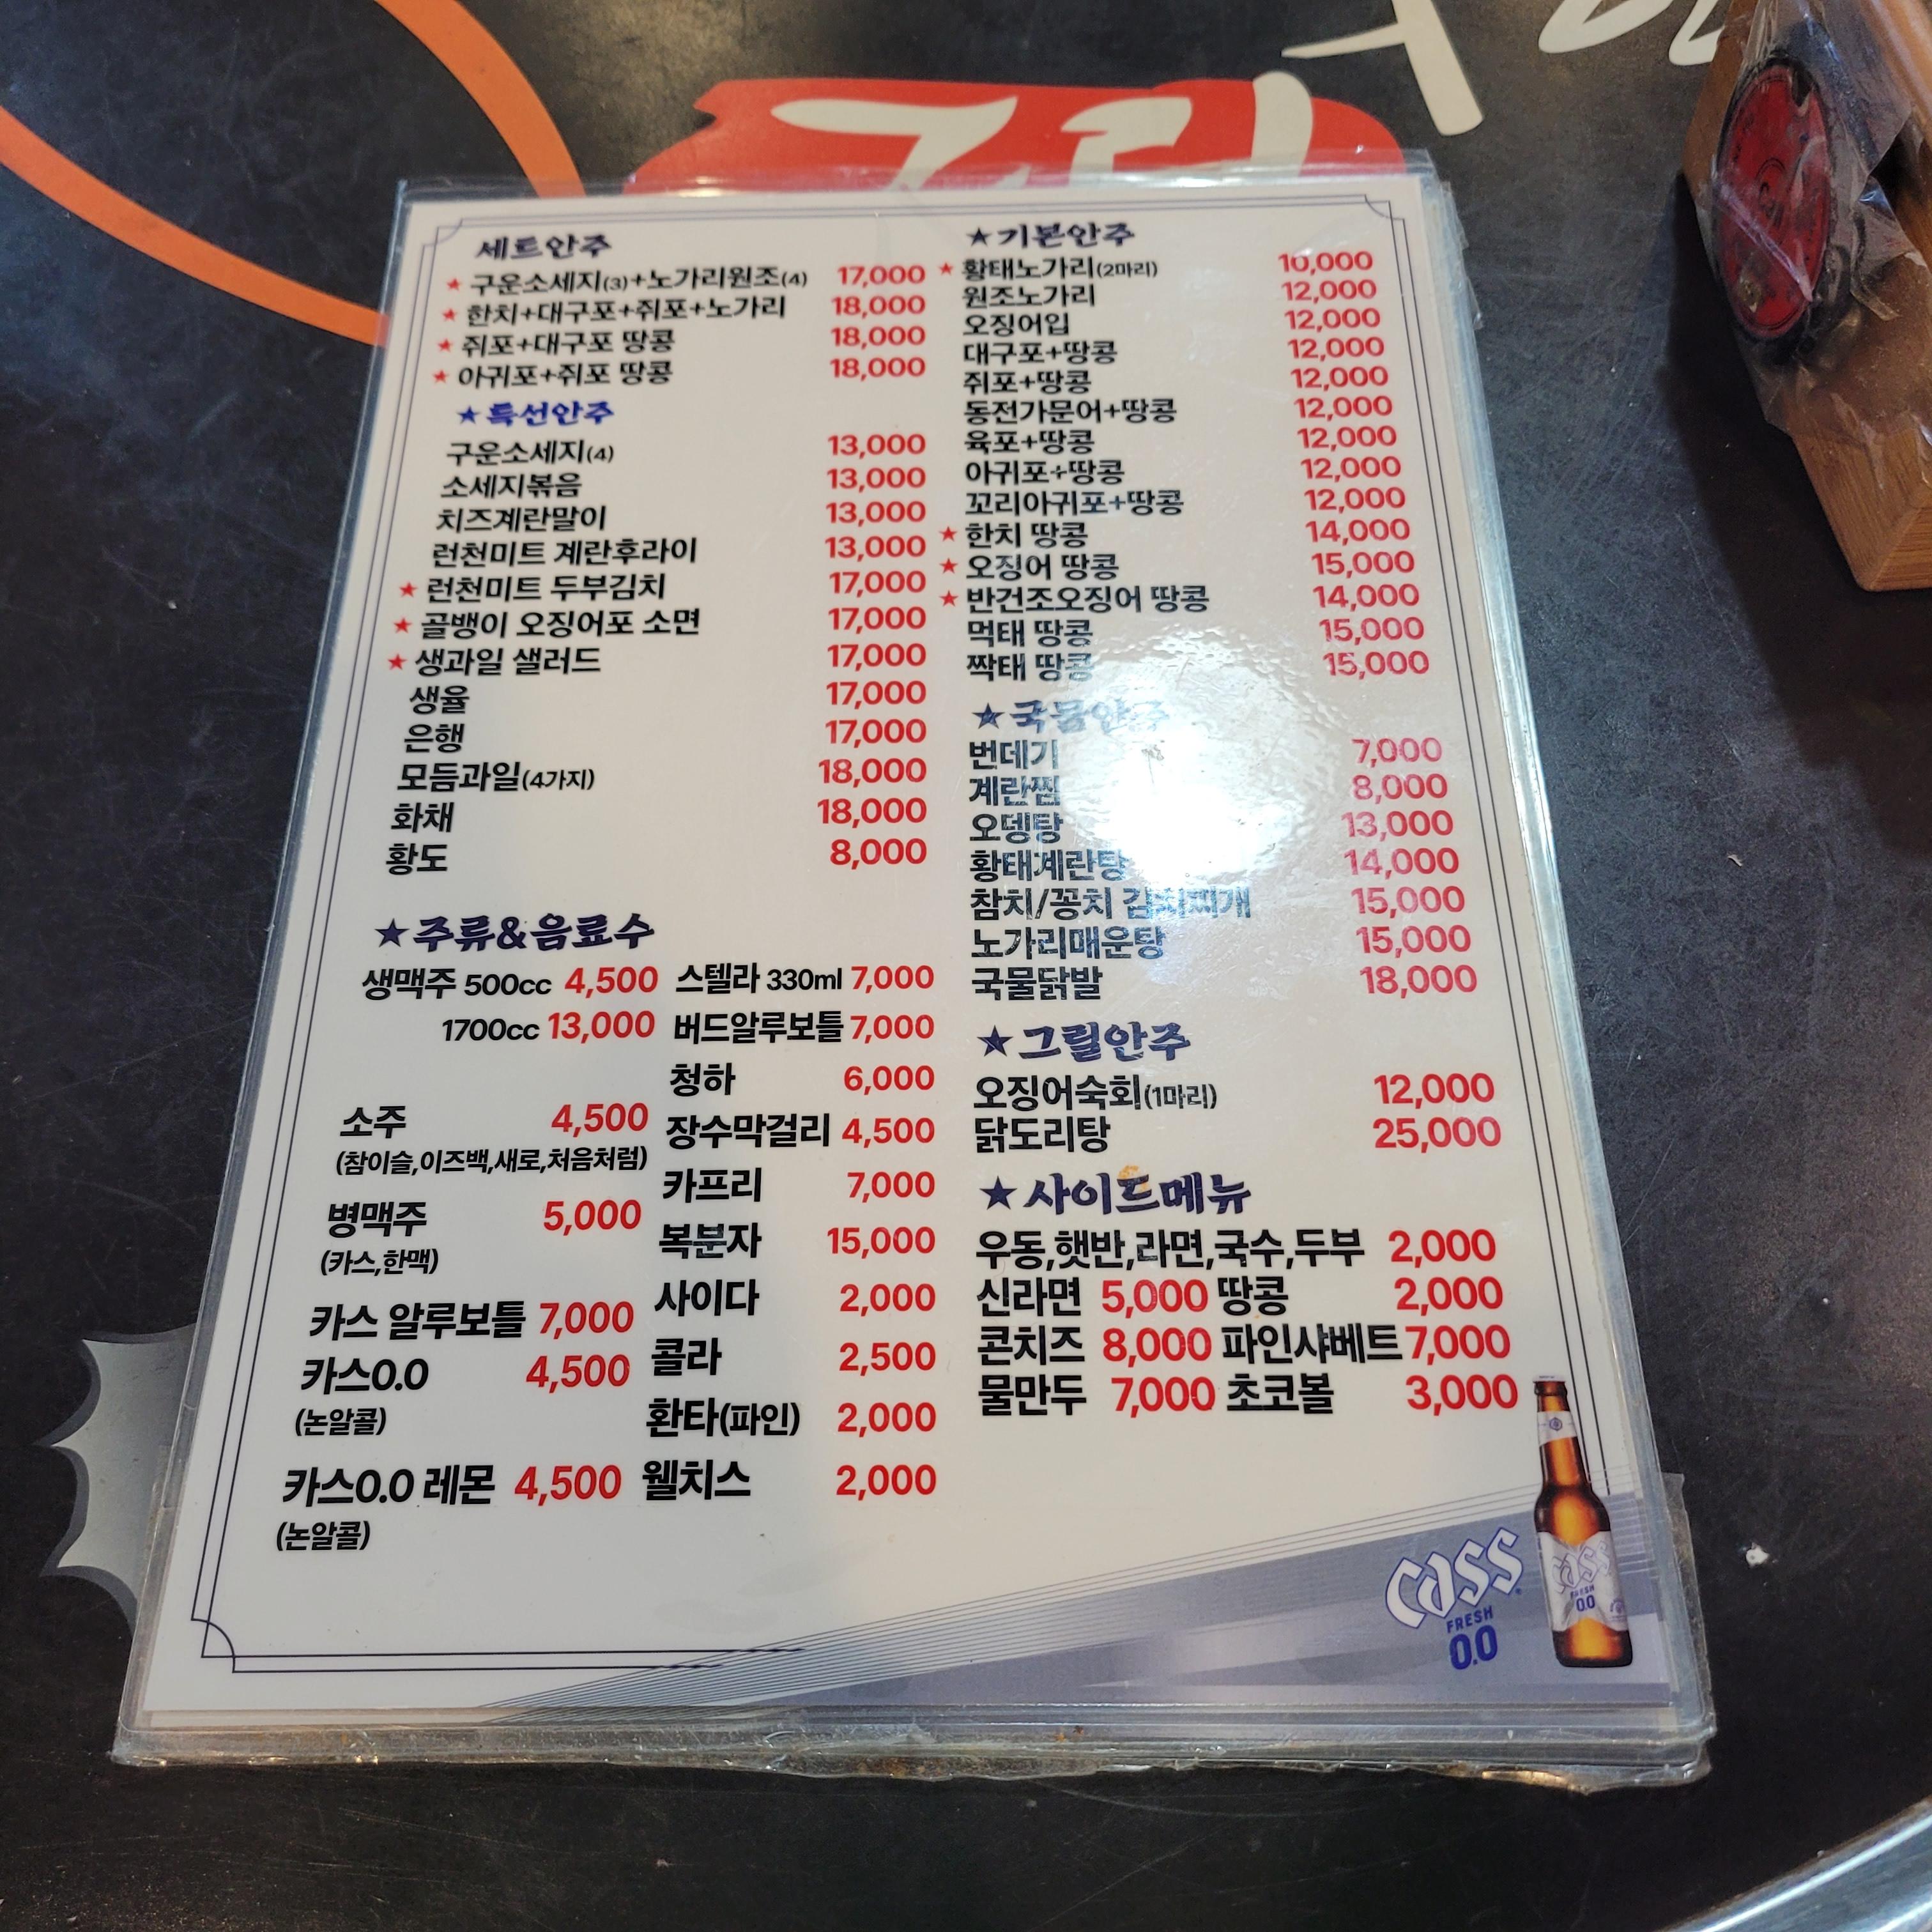 세트안주
★ 구운소세지(3)+노가리원조(4) 17,000
★ 한치+대구포+쥐포+노가리 18,000
★ 쥐포+대구포 땅콩 18,000
★ 아귀포+쥐포 땅콩 18,000
★ 특선안주
구운소세지(4) 13,000
소세지볶음 13,000
치즈계란말이 13,000
런천미트 계란후라이 13,000
★ 런천미트 두부김치 17,000
★ 골뱅이 오징어포 소면 17,000
★ 생과일 샐러드 17,000
생율 17,000
은행 17,000
모듬과일(4가지) 18,000
화채 18,000
황도 8,000
★ 주류&음료수
생맥주 500cc 4,500
1700cc 13,000
소주 4,500
(참이슬,이즈백,새로,처음처럼)
병맥주 5,000
(카스,한맥)
카스 알루보틀 7,000
카스0.0 4,500
(논알콜)
카스0.0 레몬 4,500
(논알콜)
스텔라 330ml 7,000
버드알루보틀 7,000
청하 6,000
장수막걸리 4,500
카프리 7,000
복분자 15,000
사이다 2,000
콜라 2,500
환타(파인) 2,000
웰치스 2,000
★ 기본안주
★ 황태노가리(2마리) 10,000
원조노가리 12,000
오징어입 12,000
대구포+땅콩 12,000
쥐포+땅콩 12,000
동전가문어+땅콩 12,000
육포+땅콩 12,000
아귀포+땅콩 12,000
꼬리아귀포+땅콩 12,000
★ 한치 땅콩 14,000
★ 오징어 땅콩 15,000
★ 반건조오징어 땅콩 14,000
먹태 땅콩 15,000
짝태 땅콩 15,000
★ 국물안주
번데기 7,000
계란찜 8,000
오뎅탕 13,000
황태계란탕 14,000
참치/꽁치 김치찌개 15,000
노가리매운탕 15,000
국물닭발 18,000
★ 그릴안주
오징어숙회(1마리) 12,000
닭도리탕 25,000
★ 사이드메뉴
우동,햇반,라면,국수,두부 2,000
신라면 5,000 땅콩 2,000
콘치즈 8,000 파인샤베트 7,000
물만두 7,000 초코볼 3,000
cass
FRESH
0.0
cass
FRESH
0.0